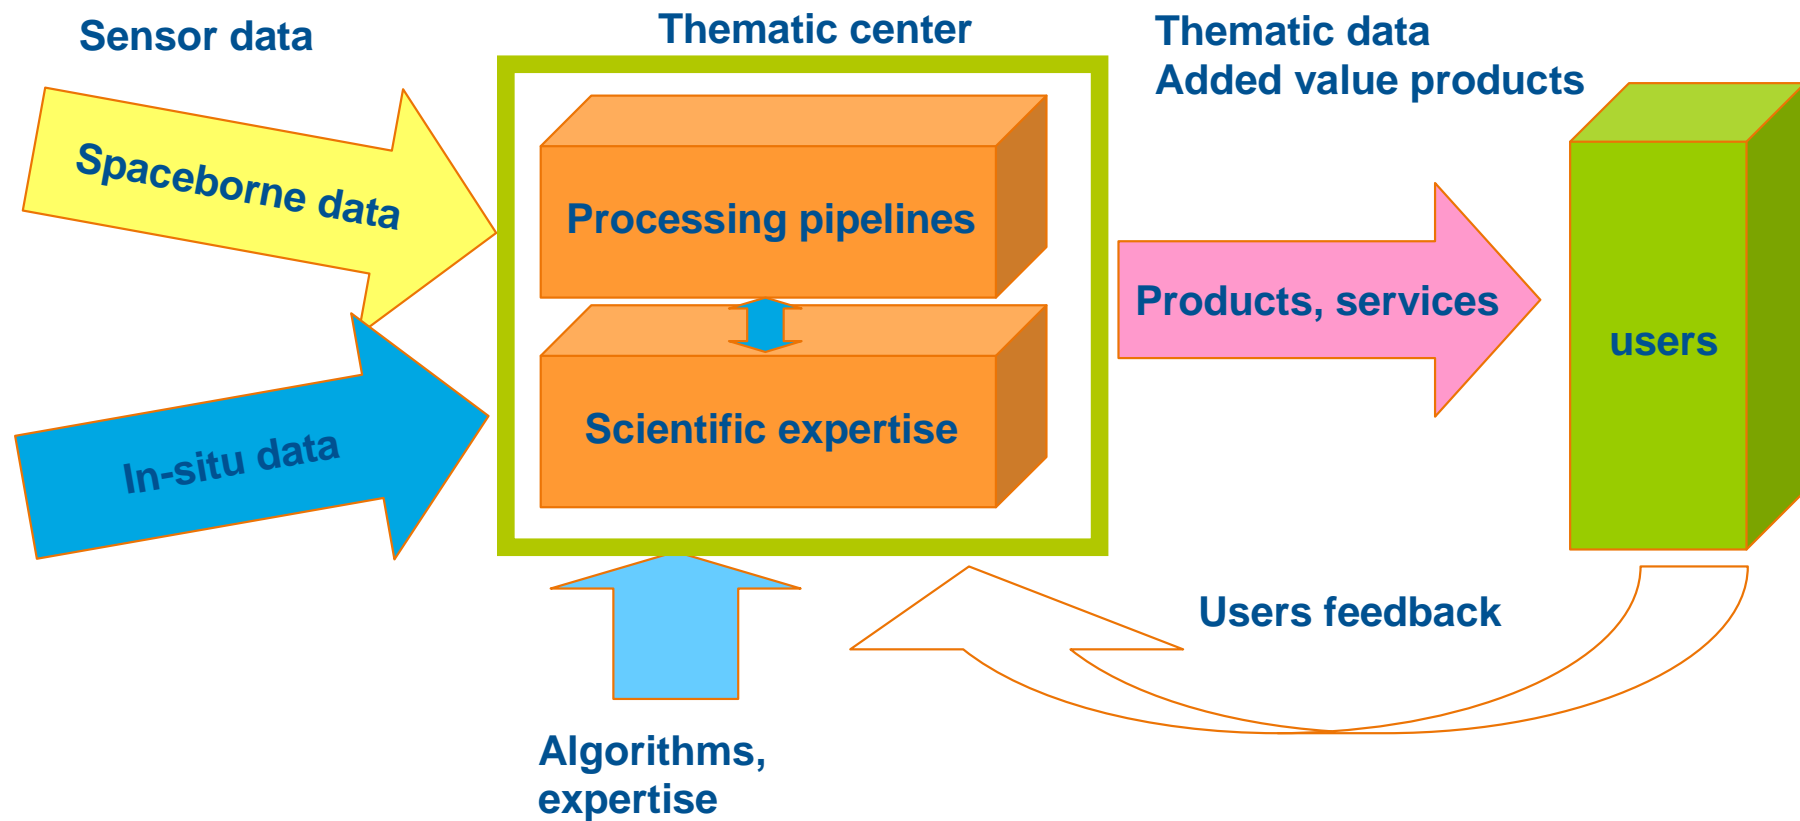 Sensor data
Thematic center
Thematic data
Added value products
Spaceborne data
Processing pipelines
Products, services
users
Scientific expertise
In-situ data
Users feedback
Algorithms,
expertise